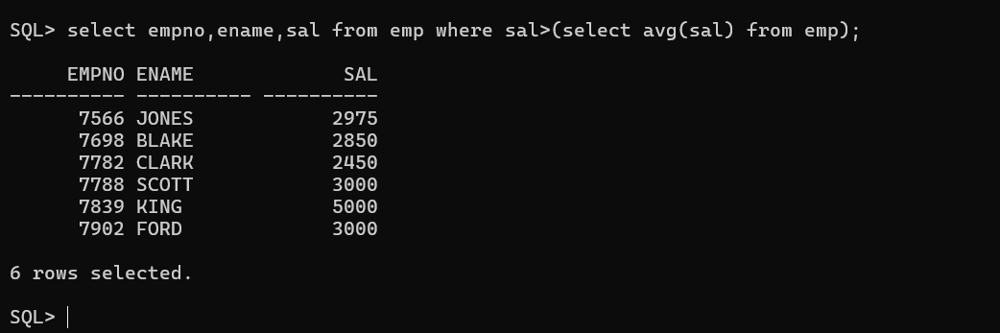 SQL> select empno,ename,sal from emp where sal>(select avg(sal) from emp);
     EMPNO ENAME             SAL
---------- ---------- ----------
      7566 JONES            2975
      7698 BLAKE            2850
      7782 CLARK            2450
      7788 SCOTT            3000
      7839 KING             5000
      7902 FORD             3000
6 rows selected.
SQL>